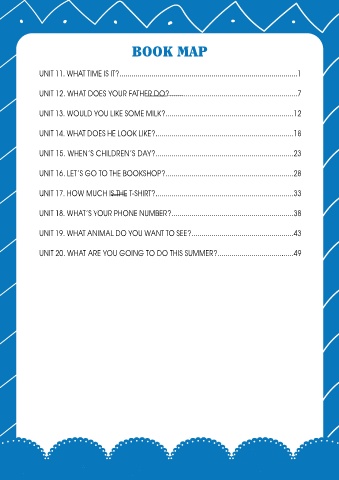 BOOK MAP
UNIT 11. WHAT TIME IS IT?..........................................................................................1
UNIT 12. WHAT DOES YOUR FATHER DO?................................................................7
UNIT 13. WOULD YOU LIKE SOME MILK?................................................................12
UNIT 14. WHAT DOES HE LOOK LIKE?.....................................................................18
UNIT 15. WHEN'S CHILDREN'S DAY?.....................................................................23
UNIT 16. LET'S GO TO THE BOOKSHOP?................................................................28
UNIT 17. HOW MUCH IS THE T-SHIRT?.....................................................................33
UNIT 18. WHAT'S YOUR PHONE NUMBER?.............................................................38
UNIT 19. WHAT ANIMAL DO YOU WANT TO SEE?...................................................43
UNIT 20. WHAT ARE YOU GOING TO DO THIS SUMMER?......................................49